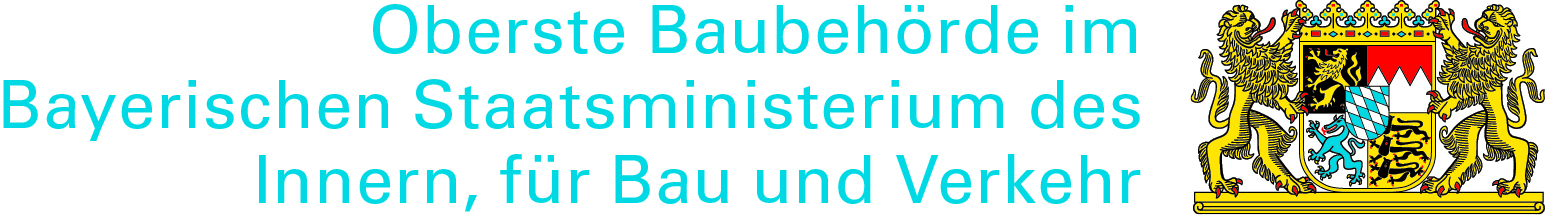 Oberste Baubehörde im
Bayerischen Staatsministerium des
Innern, für Bau und Verkehr